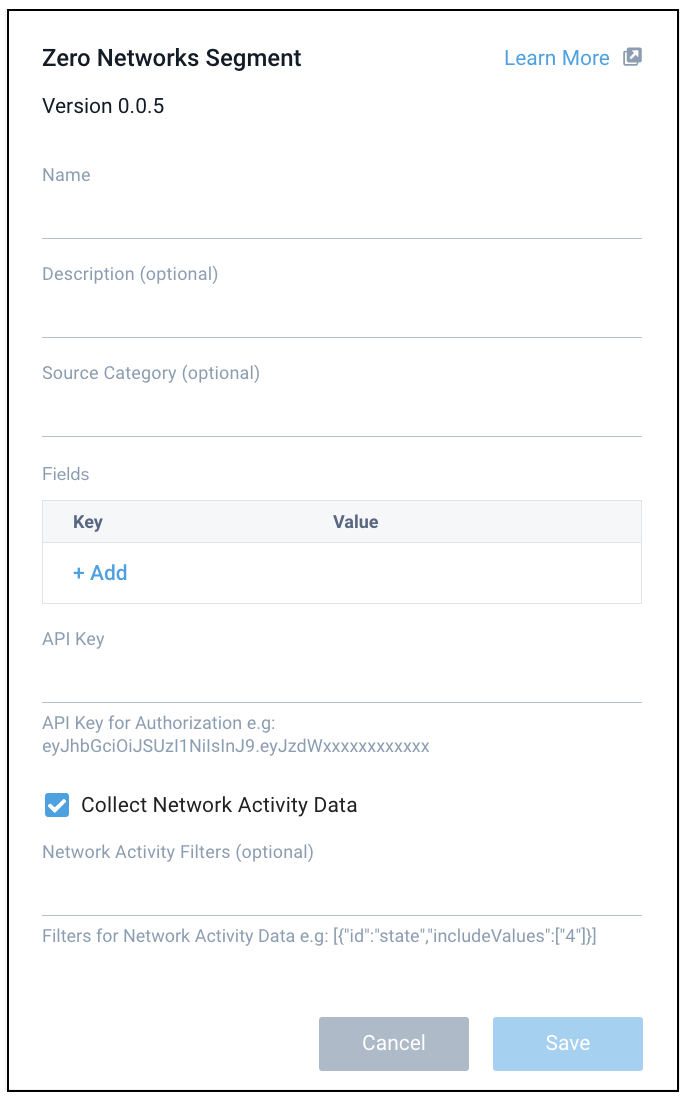 Zero Networks Segment Learn More
Version 0.0.5
Name
Description (optional)
Source Category (optional)
Fields
Key Value
+ Add
API Key
API Key for Authorization e.g:
eyJhbGciOiJSUzI1NiIsInJ9.eyJzdWxxxxxxxxxxxx
Collect Network Activity Data
Network Activity Filters (optional)
Filters for Network Activity Data e.g: [{"id":"state","includeValues":["4"]}]
Cancel Save